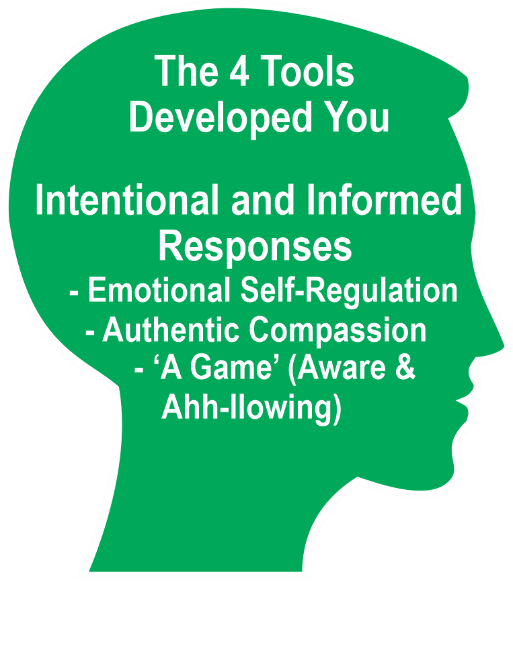 The 4 Tools
Developed You
Intentional and Informed
Responses
- Emotional Self-Regulation
- Authentic Compassion
- ‘A Game’ (Aware &
Ahh-llowing)